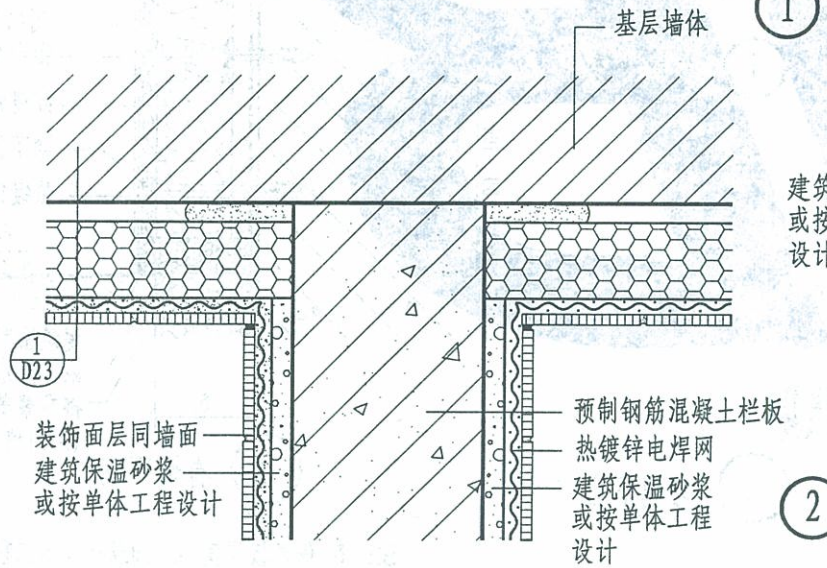 1
基层墙体
建筑
或按
设计
1
D23
装饰面层同墙面
建筑保温砂浆
或按单体工程设计
预制钢筋混凝土栏板
热镀锌电焊网
建筑保温砂浆
或按单体工程
设计
2